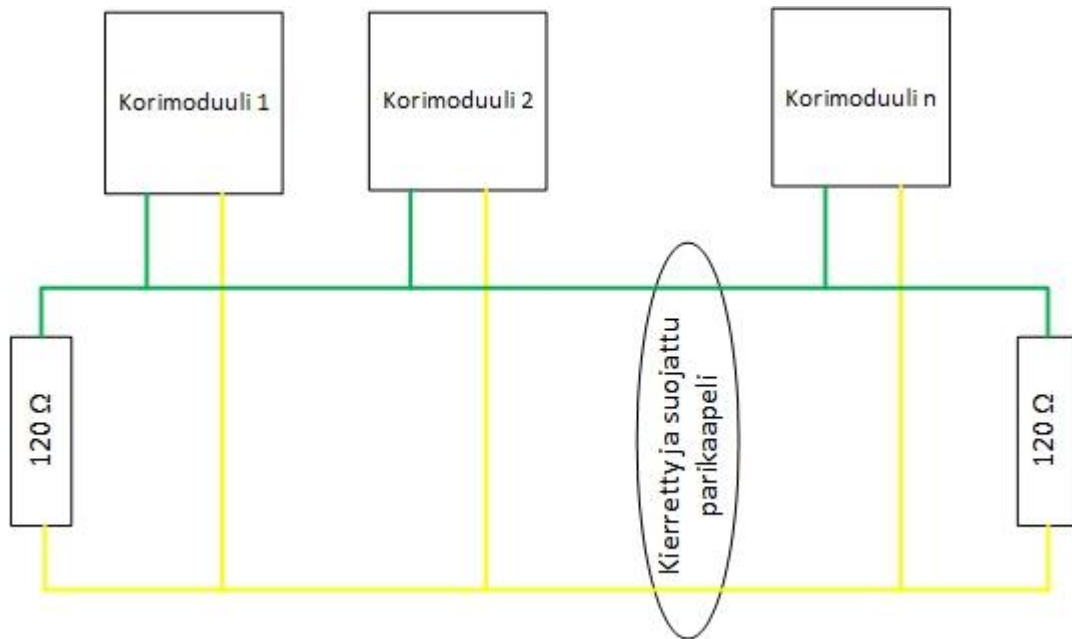 Korimoduuli 1
Korimoduuli 2
Korimoduuli n
120 Ω
Kierretty ja suojattu
parikaapeli
120 Ω